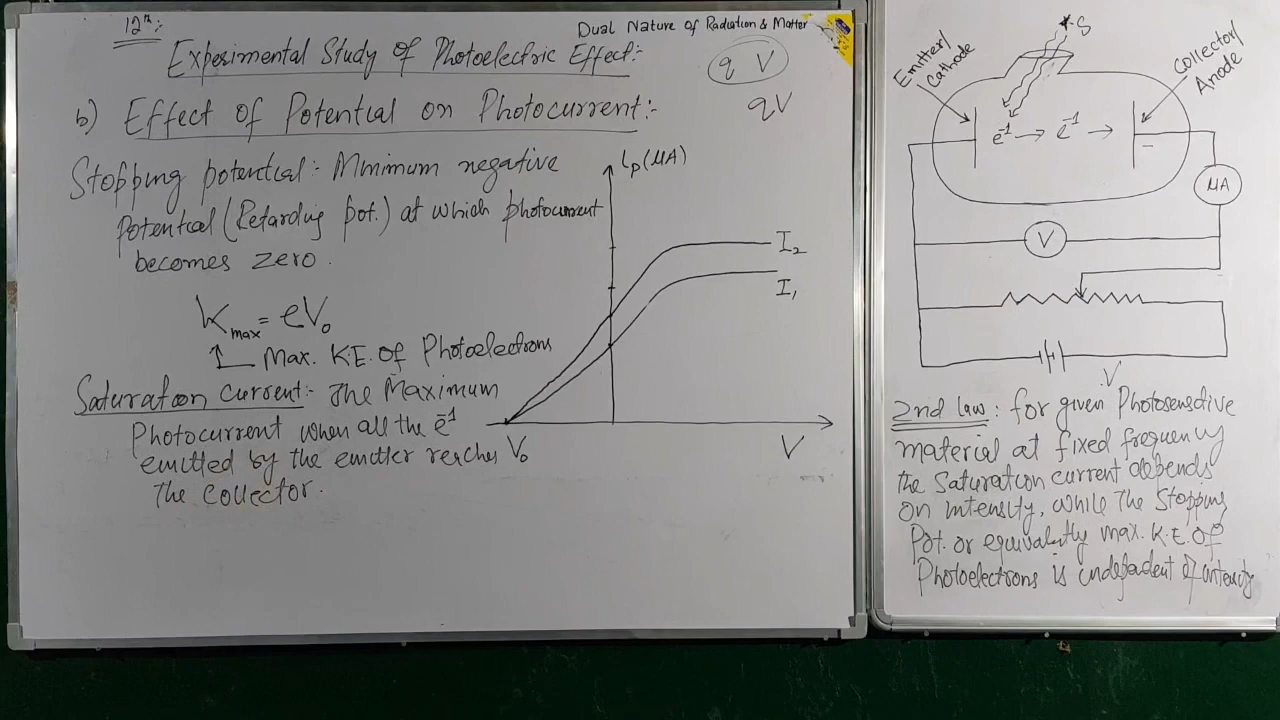 12th:
Dual Nature of Radiation & Matter
Experimental Study of Photoelectric Effect:-
q V
qV
b) Effect of Potential on Photocurrent:-
Stopping potential:- Minimum negative
Potential (Retarding pot.) at which photocurrent
becomes zero.
Kmax = eV₀
Max. K.E. of Photoelectrons
Saturation Current:- The Maximum
Photocurrent when all the e⁻¹
emitted by the emitter reaches
the collector.
ip (μA)
I₂
I₁
V₀
V
S
Emitter/
Cathode
Collector/
Anode
e⁻¹ → e⁻¹ →
−
μA
V
V
2nd law: for given Photosensitive
material at fixed frequency
the Saturation current depends
on intensity, while the Stopping
Pot. or equivalently max. K.E. of
Photoelectrons is independent of intensity